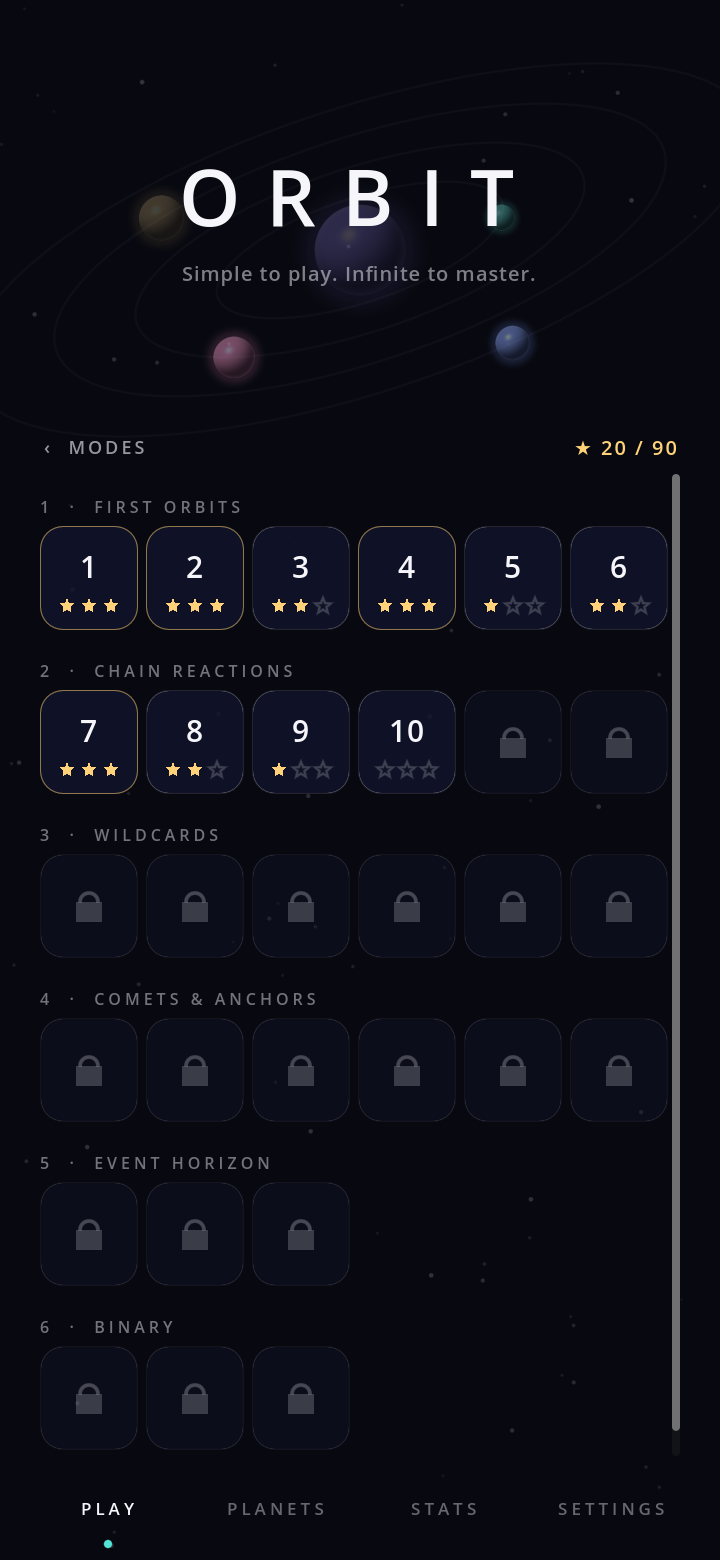 ORBIT
Simple to play. Infinite to master.
‹ MODES ★ 20 / 90
1 · FIRST ORBITS
1 2 3 4 5 6
2 · CHAIN REACTIONS
7 8 9 10
3 · WILDCARDS
4 · COMETS & ANCHORS
5 · EVENT HORIZON
6 · BINARY
PLAY PLANETS STATS SETTINGS